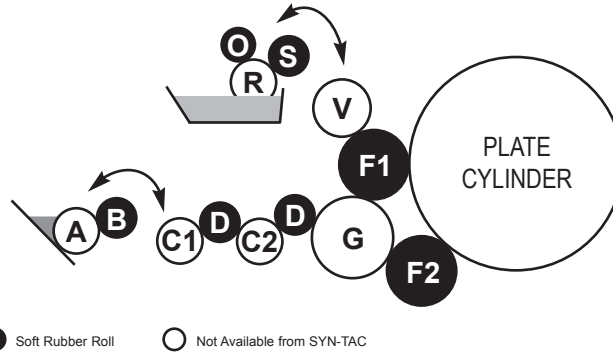 O
S
R
V
F1
PLATE
CYLINDER
A
B
C1
D
C2
D
G
F2
Soft Rubber Roll
Not Available from SYN-TAC